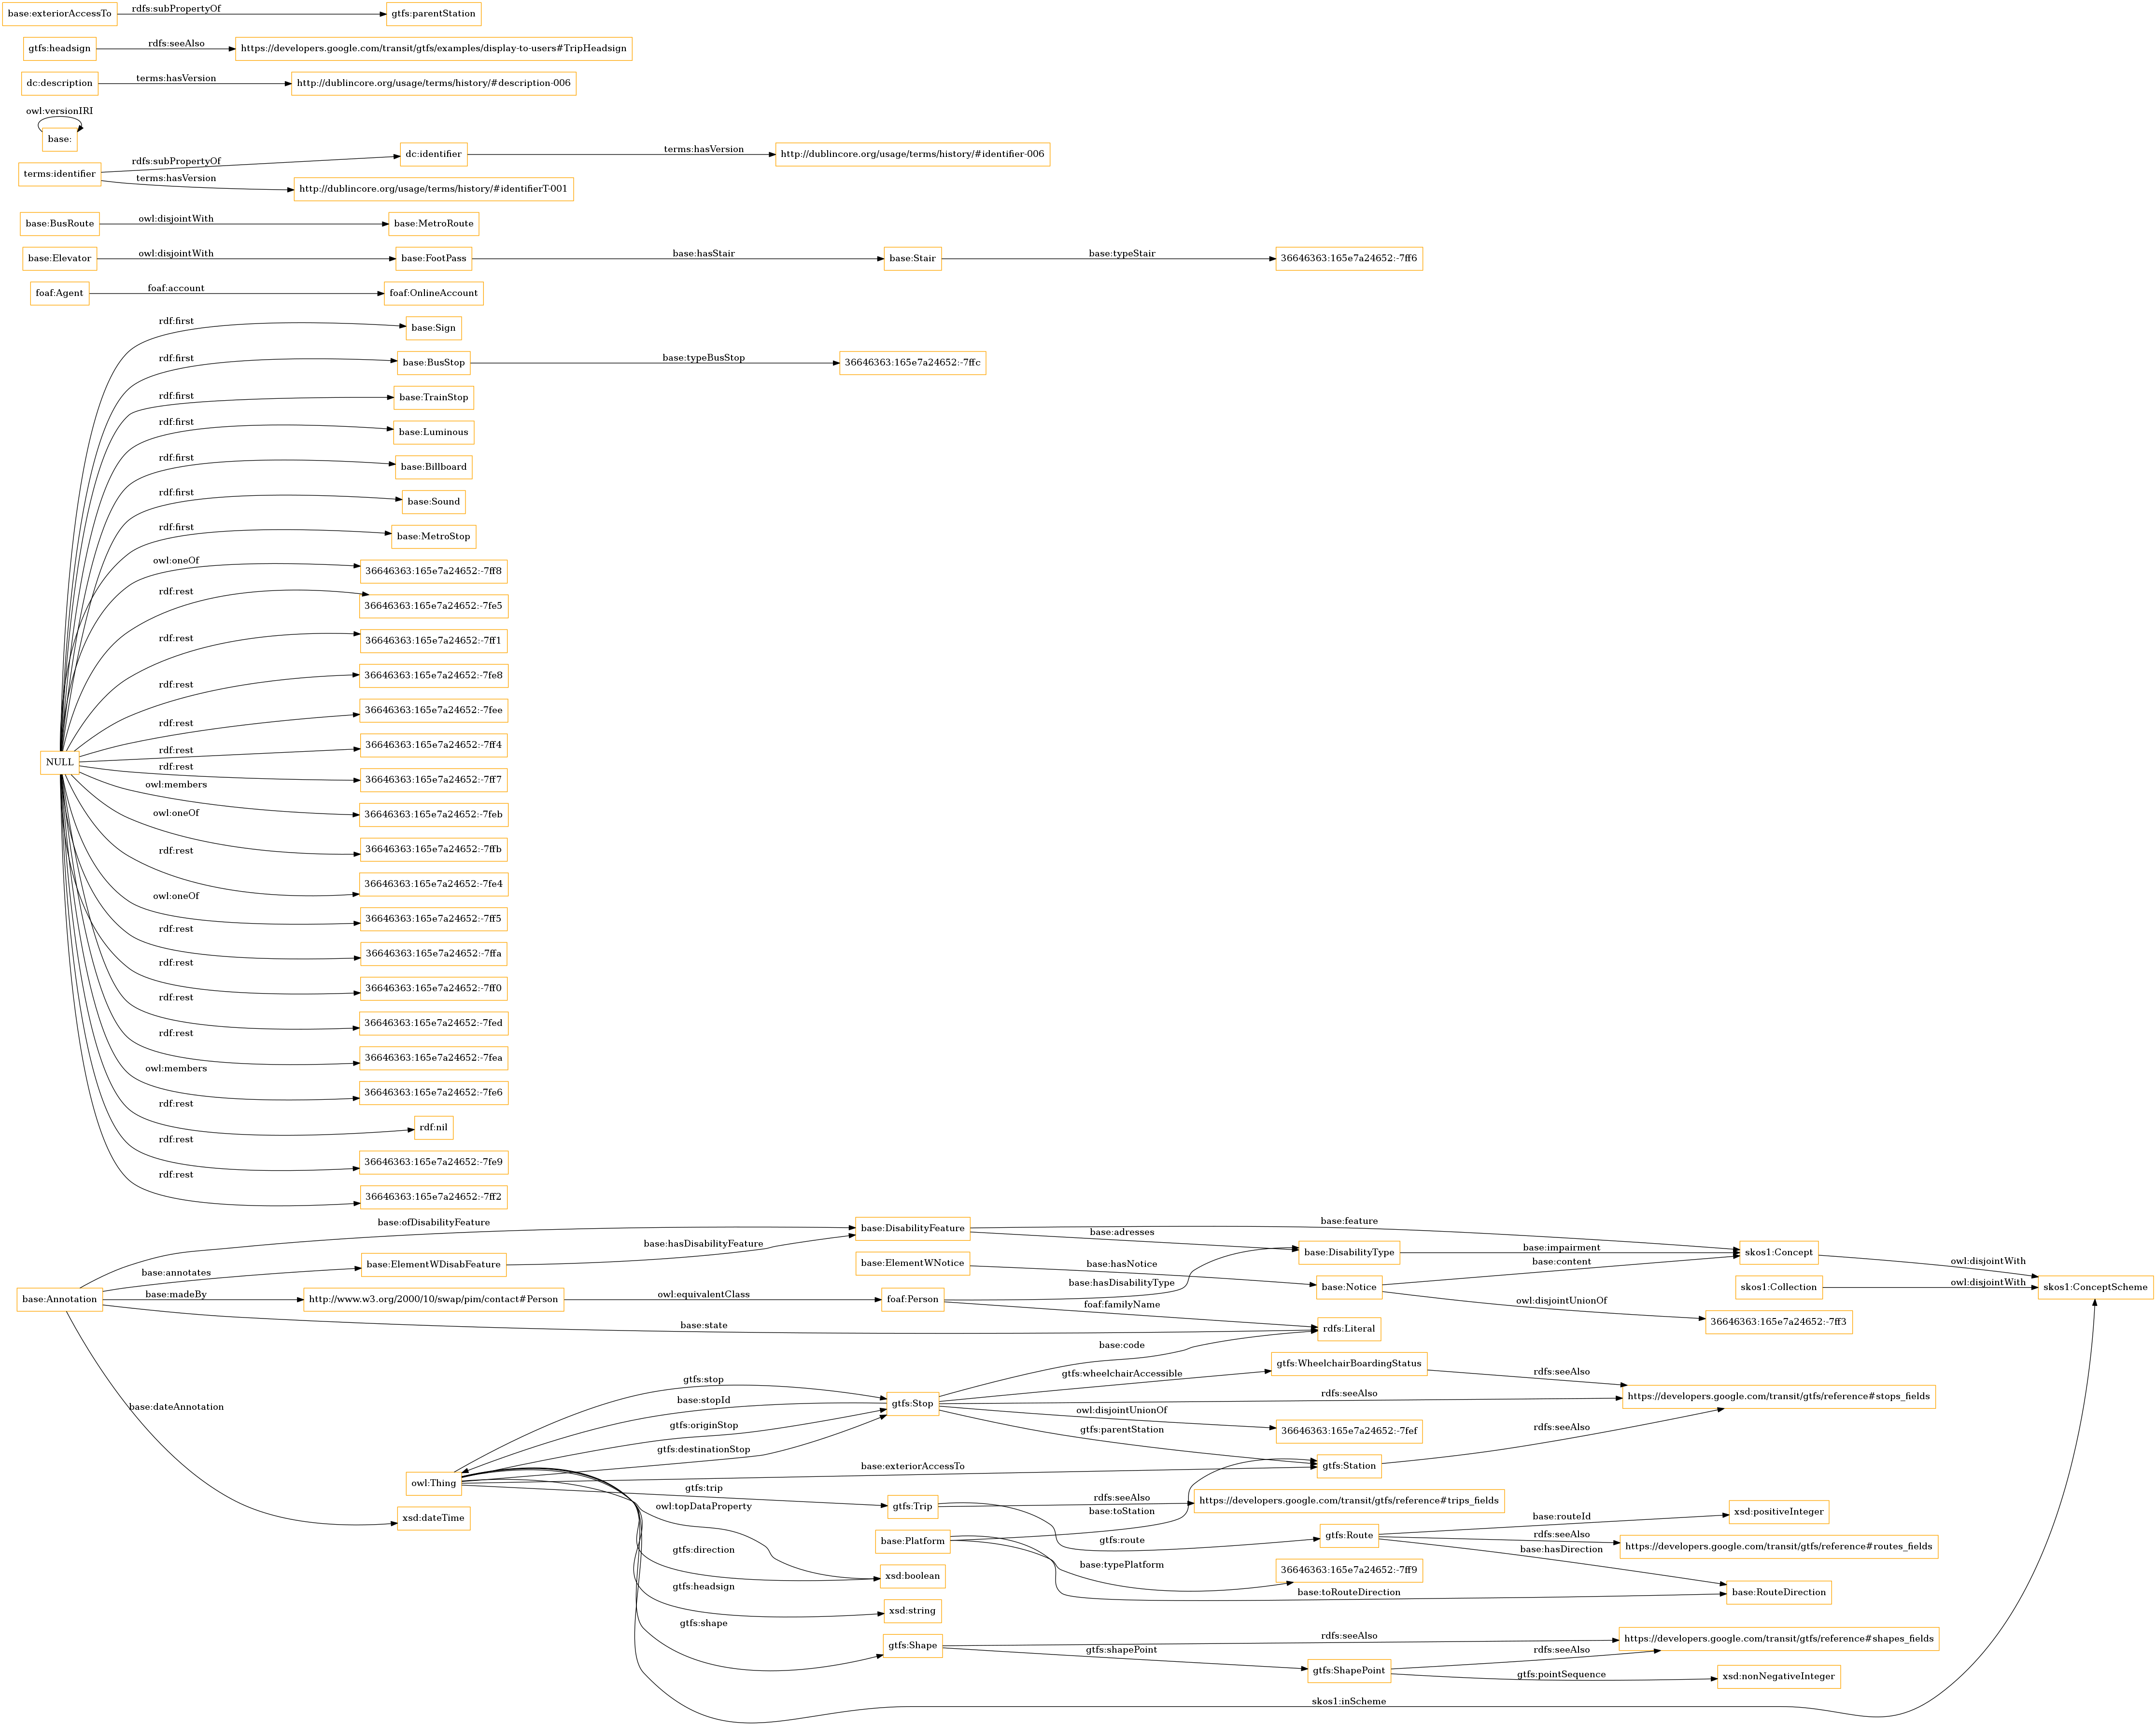 base:exteriorAccessTo rdfs:subPropertyOf gtfs:parentStation
gtfs:headsign rdfs:seeAlso https://developers.google.com/transit/gtfs/examples/display-to-users#TripHeadsign
dc:description terms:hasVersion http://dublincore.org/usage/terms/history/#description-006
owl:versionIRI
base:
terms:identifier rdfs:subPropertyOf dc:identifier terms:hasVersion http://dublincore.org/usage/terms/history/#identifier-006
terms:hasVersion http://dublincore.org/usage/terms/history/#identifierT-001
base:BusRoute owl:disjointWith base:MetroRoute
base:Elevator owl:disjointWith base:FootPass base:hasStair base:Stair base:typeStair 36646363:165e7a24652:-7ff6
foaf:Agent foaf:account foaf:OnlineAccount
rdf:first base:Sign
rdf:first base:BusStop base:typeBusStop 36646363:165e7a24652:-7ffc
rdf:first base:TrainStop
rdf:first base:Luminous
rdf:first base:Billboard
rdf:first base:Sound
rdf:first base:MetroStop
owl:oneOf 36646363:165e7a24652:-7ff8
rdf:rest 36646363:165e7a24652:-7fe5
rdf:rest 36646363:165e7a24652:-7ff1
rdf:rest 36646363:165e7a24652:-7fe8
rdf:rest 36646363:165e7a24652:-7fee
rdf:rest 36646363:165e7a24652:-7ff4
NULL
rdf:rest 36646363:165e7a24652:-7ff7
owl:members 36646363:165e7a24652:-7feb
owl:oneOf 36646363:165e7a24652:-7ffb
rdf:rest 36646363:165e7a24652:-7fe4
owl:oneOf 36646363:165e7a24652:-7ff5
rdf:rest 36646363:165e7a24652:-7ffa
rdf:rest 36646363:165e7a24652:-7ff0
rdf:rest 36646363:165e7a24652:-7fed
rdf:rest 36646363:165e7a24652:-7fea
owl:members 36646363:165e7a24652:-7fe6
rdf:rest rdf:nil
rdf:rest 36646363:165e7a24652:-7fe9
rdf:rest 36646363:165e7a24652:-7ff2
base:ofDisabilityFeature base:DisabilityFeature base:feature
base:adresses
base:hasDisabilityFeature base:DisabilityType base:impairment skos1:Concept
base:annotates base:ElementWDisabFeature base:ElementWNotice base:hasNotice base:content owl:disjointWith
base:hasDisabilityType base:Notice skos1:Collection owl:disjointWith skos1:ConceptScheme
base:Annotation base:madeBy http://www.w3.org/2000/10/swap/pim/contact#Person owl:equivalentClass foaf:Person
foaf:familyName owl:disjointUnionOf
base:state rdfs:Literal 36646363:165e7a24652:-7ff3
base:code
gtfs:WheelchairBoardingStatus rdfs:seeAlso
gtfs:stop gtfs:wheelchairAccessible
base:stopId gtfs:Stop rdfs:seeAlso https://developers.google.com/transit/gtfs/reference#stops_fields
base:dateAnnotation owl:disjointUnionOf
gtfs:originStop gtfs:parentStation 36646363:165e7a24652:-7fef rdfs:seeAlso
gtfs:destinationStop
base:exteriorAccessTo gtfs:Station
owl:Thing gtfs:trip
owl:topDataProperty gtfs:Trip rdfs:seeAlso https://developers.google.com/transit/gtfs/reference#trips_fields
base:toStation base:routeId xsd:positiveInteger
xsd:dateTime
base:Platform gtfs:route gtfs:Route rdfs:seeAlso https://developers.google.com/transit/gtfs/reference#routes_fields
gtfs:direction base:hasDirection
base:typePlatform 36646363:165e7a24652:-7ff9
xsd:boolean
gtfs:headsign base:toRouteDirection base:RouteDirection
xsd:string
gtfs:shape
gtfs:Shape rdfs:seeAlso https://developers.google.com/transit/gtfs/reference#shapes_fields
gtfs:shapePoint rdfs:seeAlso
gtfs:ShapePoint gtfs:pointSequence xsd:nonNegativeInteger
skos1:inScheme